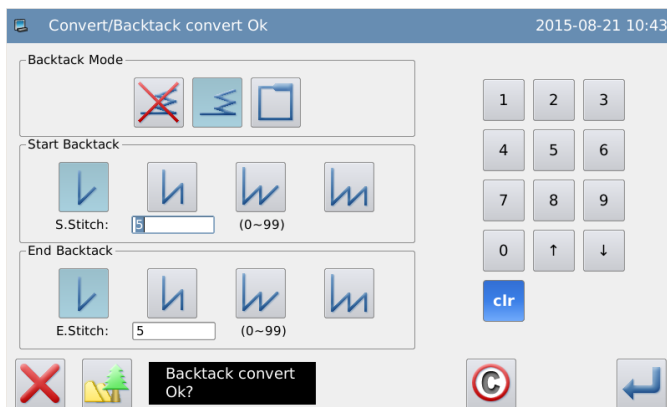 Convert/Backtack convert Ok 2015-08-21 10:43
Backtack Mode
Start Backtack
S.Stitch: 5 (0~99)
End Backtack
E.Stitch: 5 (0~99)
1 2 3
4 5 6
7 8 9
0 ↑ ↓
clr
Backtack convert
Ok?
C